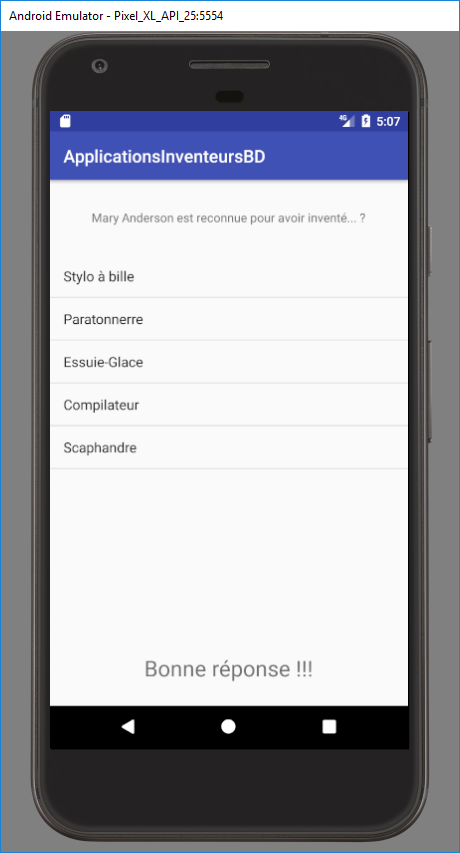 Android Emulator - Pixel_XL_API_25:5554
4G 5:07
ApplicationsInventeursBD
Mary Anderson est reconnue pour avoir inventé... ?
Stylo à bille
Paratonnerre
Essuie-Glace
Compilateur
Scaphandre
Bonne réponse !!!